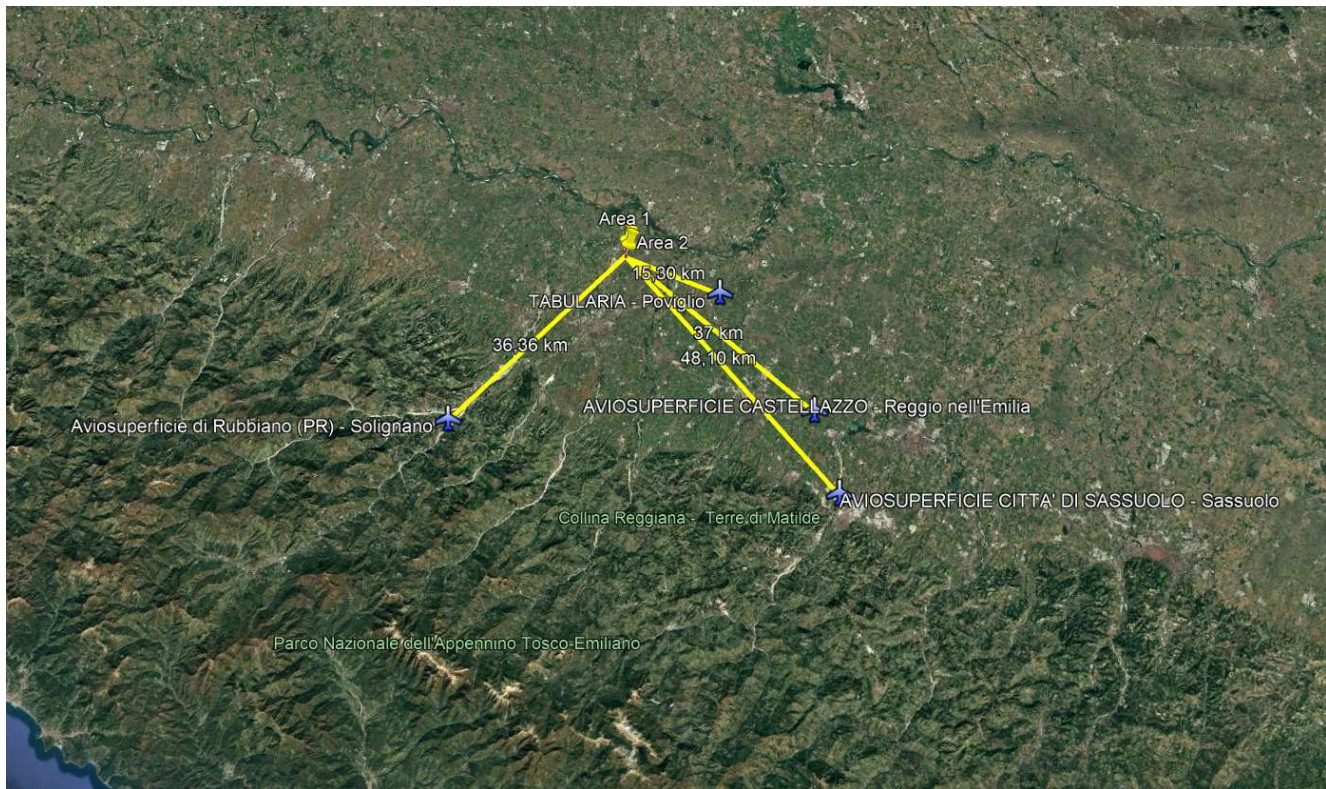 Area 1
Area 2
15,30 km
TABULARIA - Poviglio
37 km
36,36 km
48,10 km
AVIOSUPERFICIE CASTELLAZZO - Reggio nell'Emilia
Aviosuperficie di Rubbiano (PR) - Solignano
AVIOSUPERFICIE CITTA' DI SASSUOLO - Sassuolo
Collina Reggiana - Terre di Matilde
Parco Nazionale dell'Appennino Tosco-Emiliano